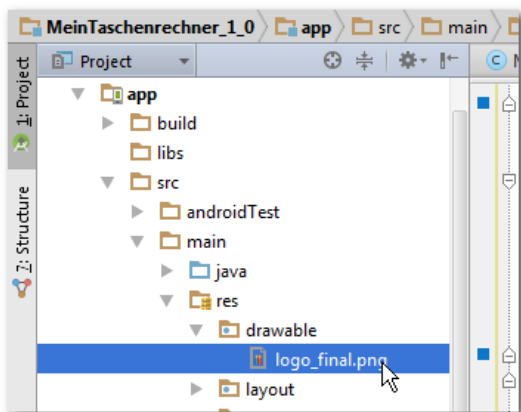 MeinTaschenrechner_1_0 app src main
1: Project
7: Structure
Project
app
build
libs
src
androidTest
main
java
res
drawable
logo_final.png
layout
C